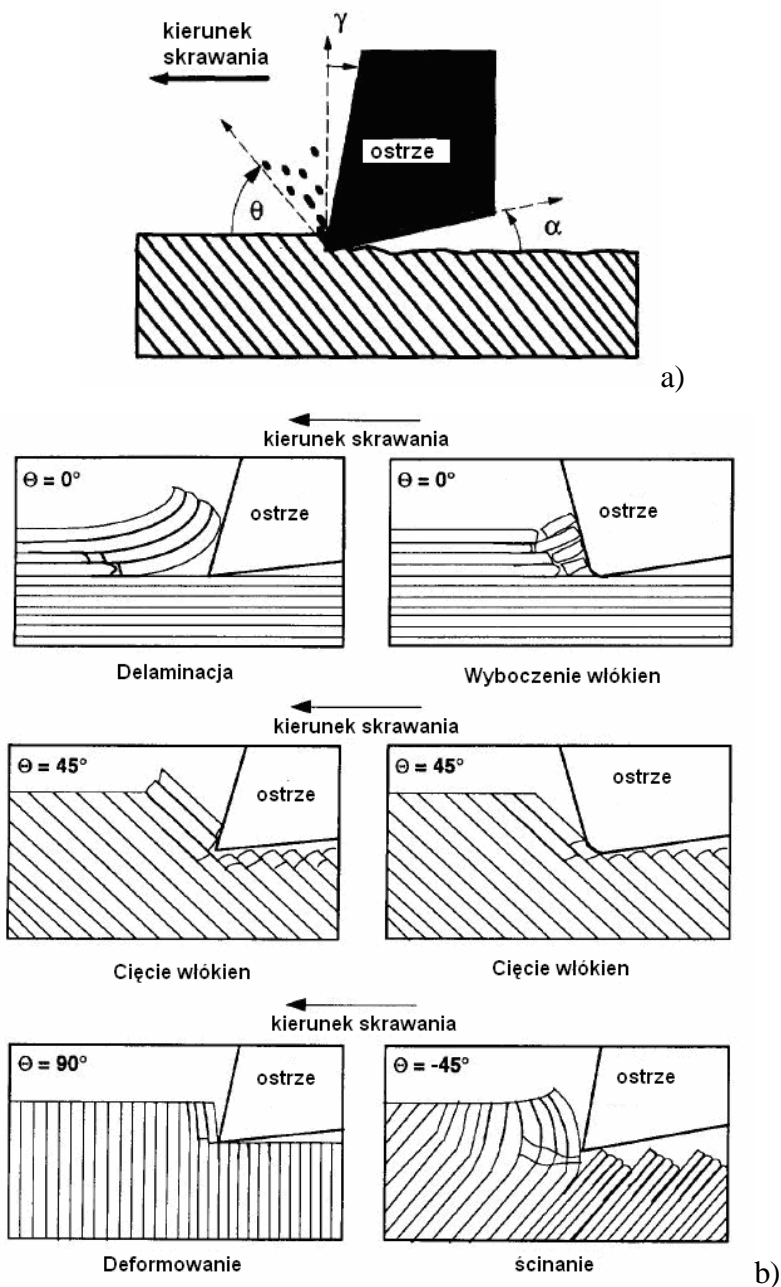 kierunek
skrawania
γ
ostrze
θ
α
a)
kierunek skrawania
Θ = 0°
ostrze
Θ = 0°
ostrze
Delaminacja
Wyboczenie włókien
kierunek skrawania
Θ = 45°
ostrze
Θ = 45°
ostrze
Cięcie włókien
Cięcie włókien
kierunek skrawania
Θ = 90°
ostrze
Θ = -45°
ostrze
Deformowanie
ścinanie
b)